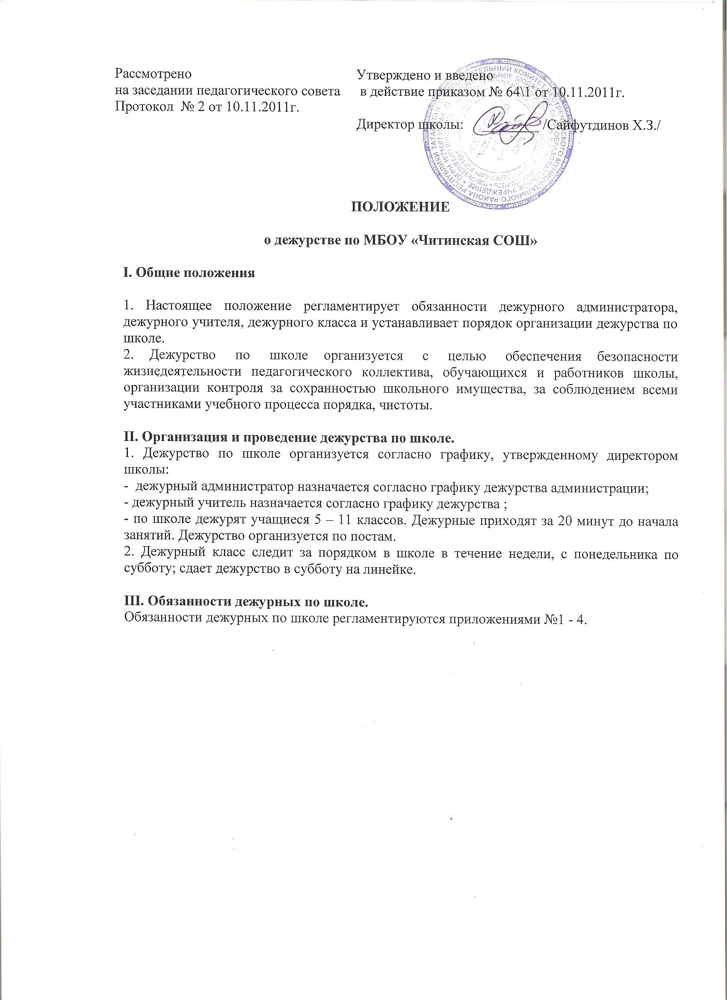 Рассмотрено
на заседании педагогического совета
Протокол № 2 от 10.11.2011г.
Утверждено и введено
в действие приказом № 64\1 от 10.11.2011г.
Директор школы: ________ /Сайфутдинов Х.З./
ПОЛОЖЕНИЕ
о дежурстве по МБОУ «Читинская СОШ»
I. Общие положения
1. Настоящее положение регламентирует обязанности дежурного администратора,
дежурного учителя, дежурного класса и устанавливает порядок организации дежурства по
школе.
2. Дежурство по школе организуется с целью обеспечения безопасности
жизнедеятельности педагогического коллектива, обучающихся и работников школы,
организации контроля за сохранностью школьного имущества, за соблюдением всеми
участниками учебного процесса порядка, чистоты.
II. Организация и проведение дежурства по школе.
1. Дежурство по школе организуется согласно графику, утвержденному директором
школы:
- дежурный администратор назначается согласно графику дежурства администрации;
- дежурный учитель назначается согласно графику дежурства ;
- по школе дежурят учащиеся 5 – 11 классов. Дежурные приходят за 20 минут до начала
занятий. Дежурство организуется по постам.
2. Дежурный класс следит за порядком в школе в течение недели, с понедельника по
субботу; сдает дежурство в субботу на линейке.
III. Обязанности дежурных по школе.
Обязанности дежурных по школе регламентируются приложениями №1 - 4.